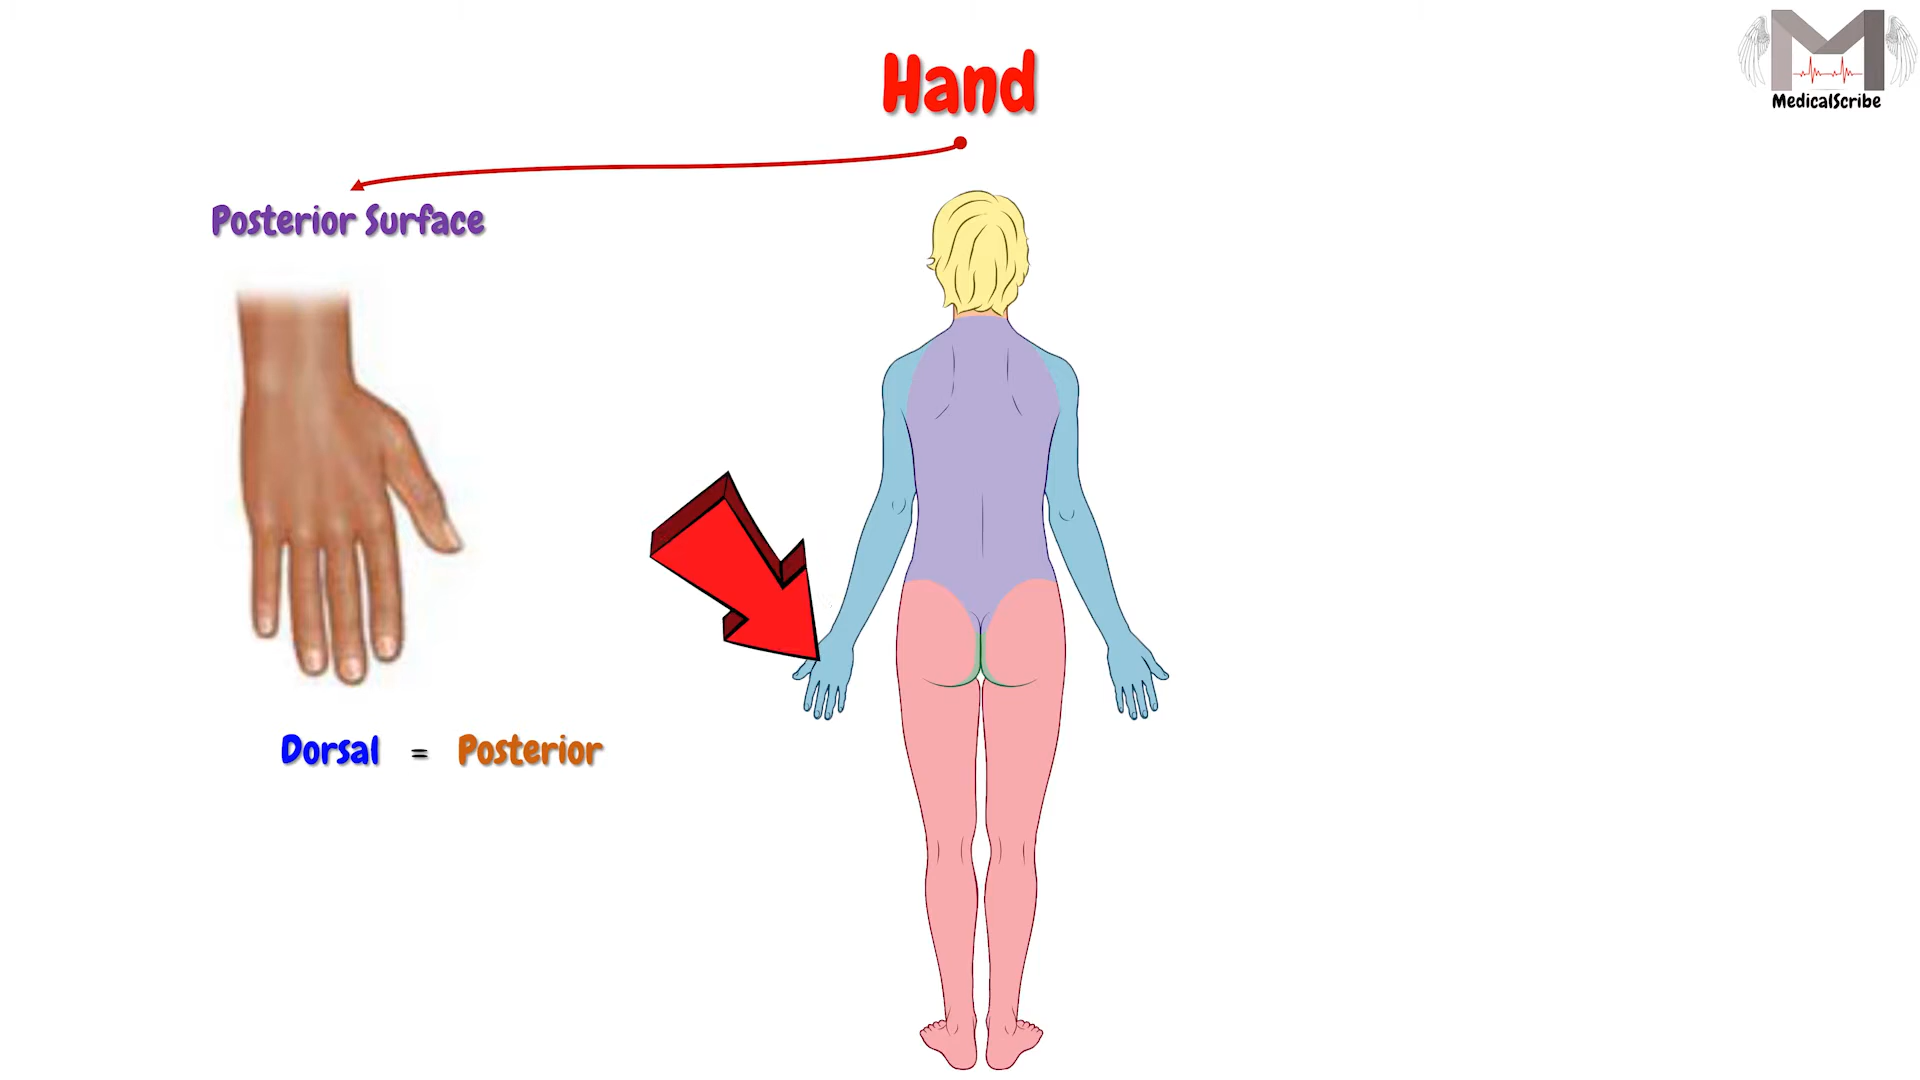 Hand
MedicalScribe
Posterior Surface
Dorsal = Posterior